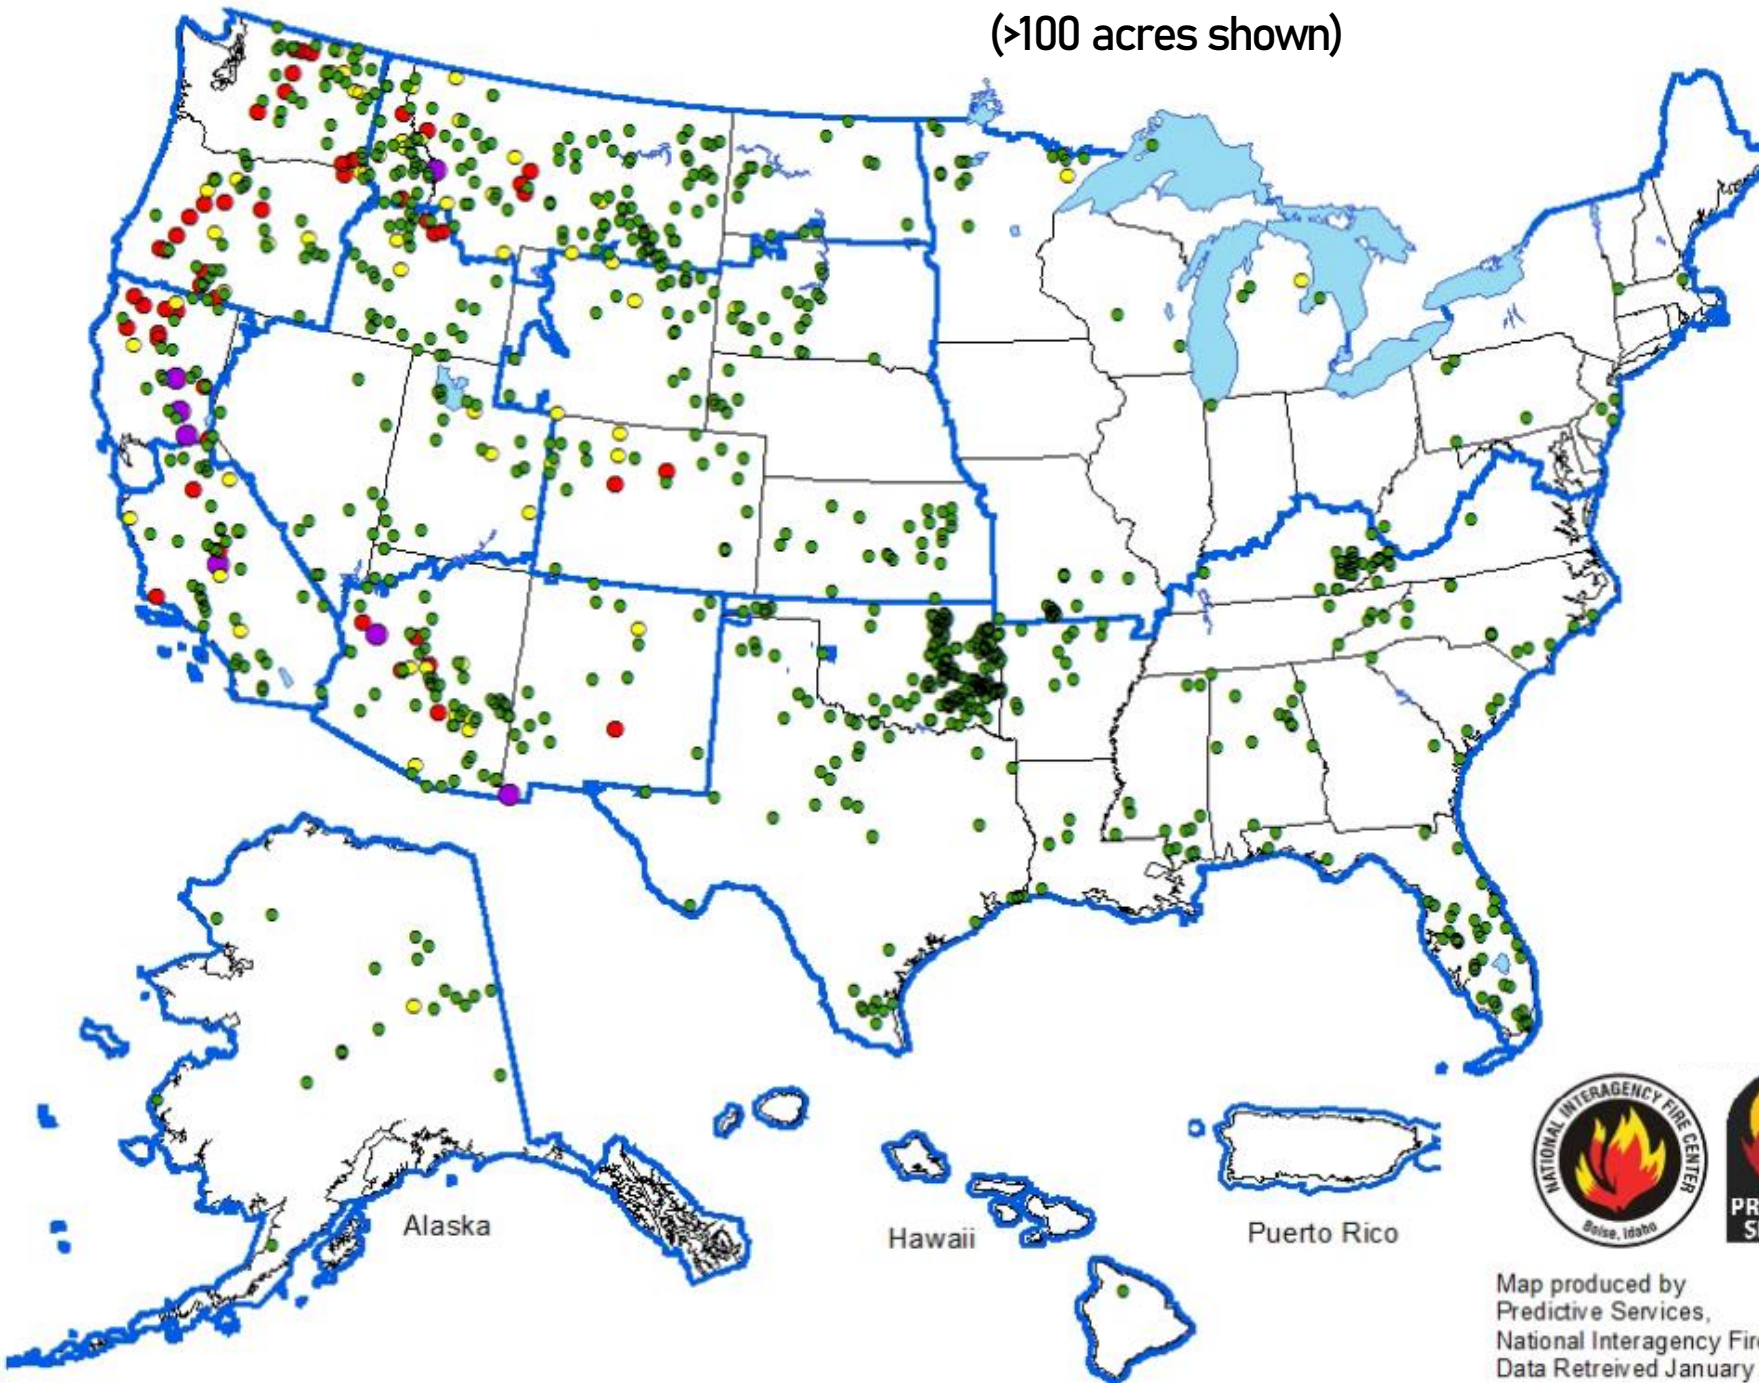 (>100 acres shown)
Alaska
Hawaii
Puerto Rico
NATIONAL INTERAGENCY FIRE CENTER
Boise, Idaho
Map produced by
Predictive Services,
National Interagency
Data Retreived January